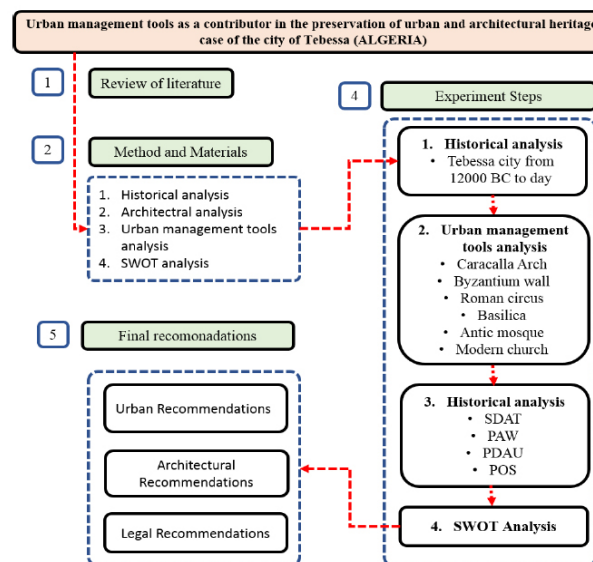 Urban management tools as a contributor in the preservation of urban and architectural heritage
case of the city of Tebessa (ALGERIA)
1
Review of literature
2
Method and Materials
1. Historical analysis
2. Architectral analysis
3. Urban management tools
analysis
4. SWOT analysis
4
Experiment Steps
1. Historical analysis
• Tebessa city from
12000 BC to day
2. Urban management
tools analysis
• Caracalla Arch
• Byzantium wall
• Roman circus
• Basilica
• Antic mosque
• Modern church
3. Historical analysis
• SDAT
• PAW
• PDAU
• POS
4. SWOT Analysis
5
Final recomonadations
Urban Recommendations
Architectural
Recommendations
Legal Recommendations